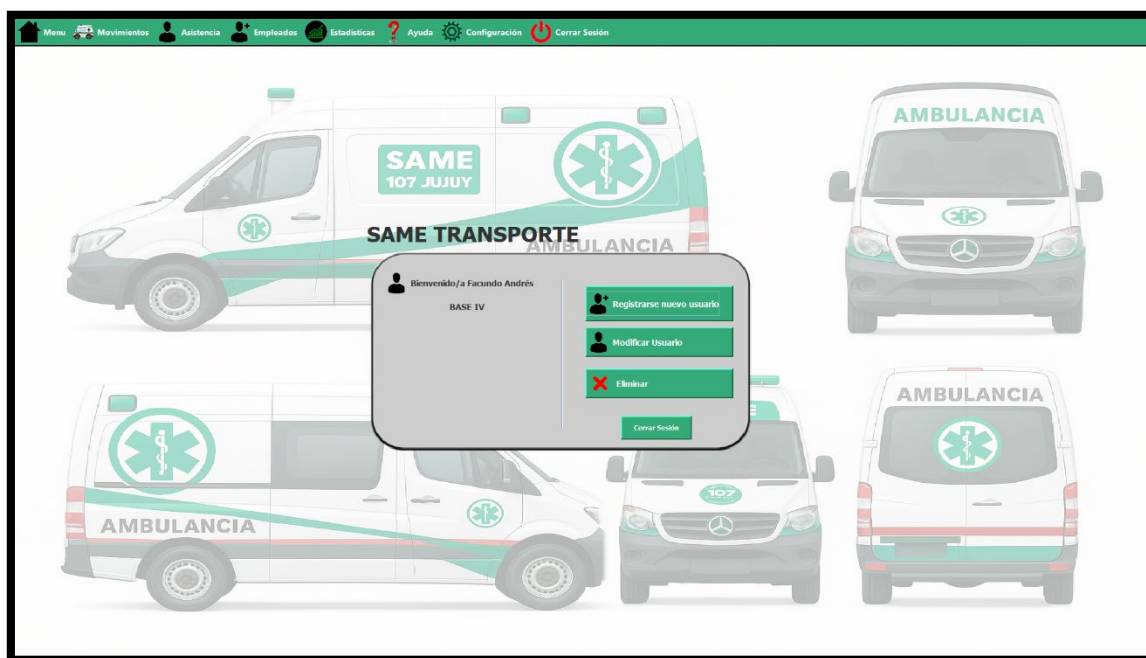 Menu Movimientos Asistencia Empleados Estadisticas Ayuda Configuración Cerrar Sesión
AMBULANCIA
SAME
107 JUJUY
SAME TRANSPORTE
AMBULANCIA
Bienvenido/a Facundo Andrés
BASE IV
Registrarse nuevo usuario
Modificar Usuario
Eliminar
Cerrar Sesión
AMBULANCIA
AMBULANCIA
107